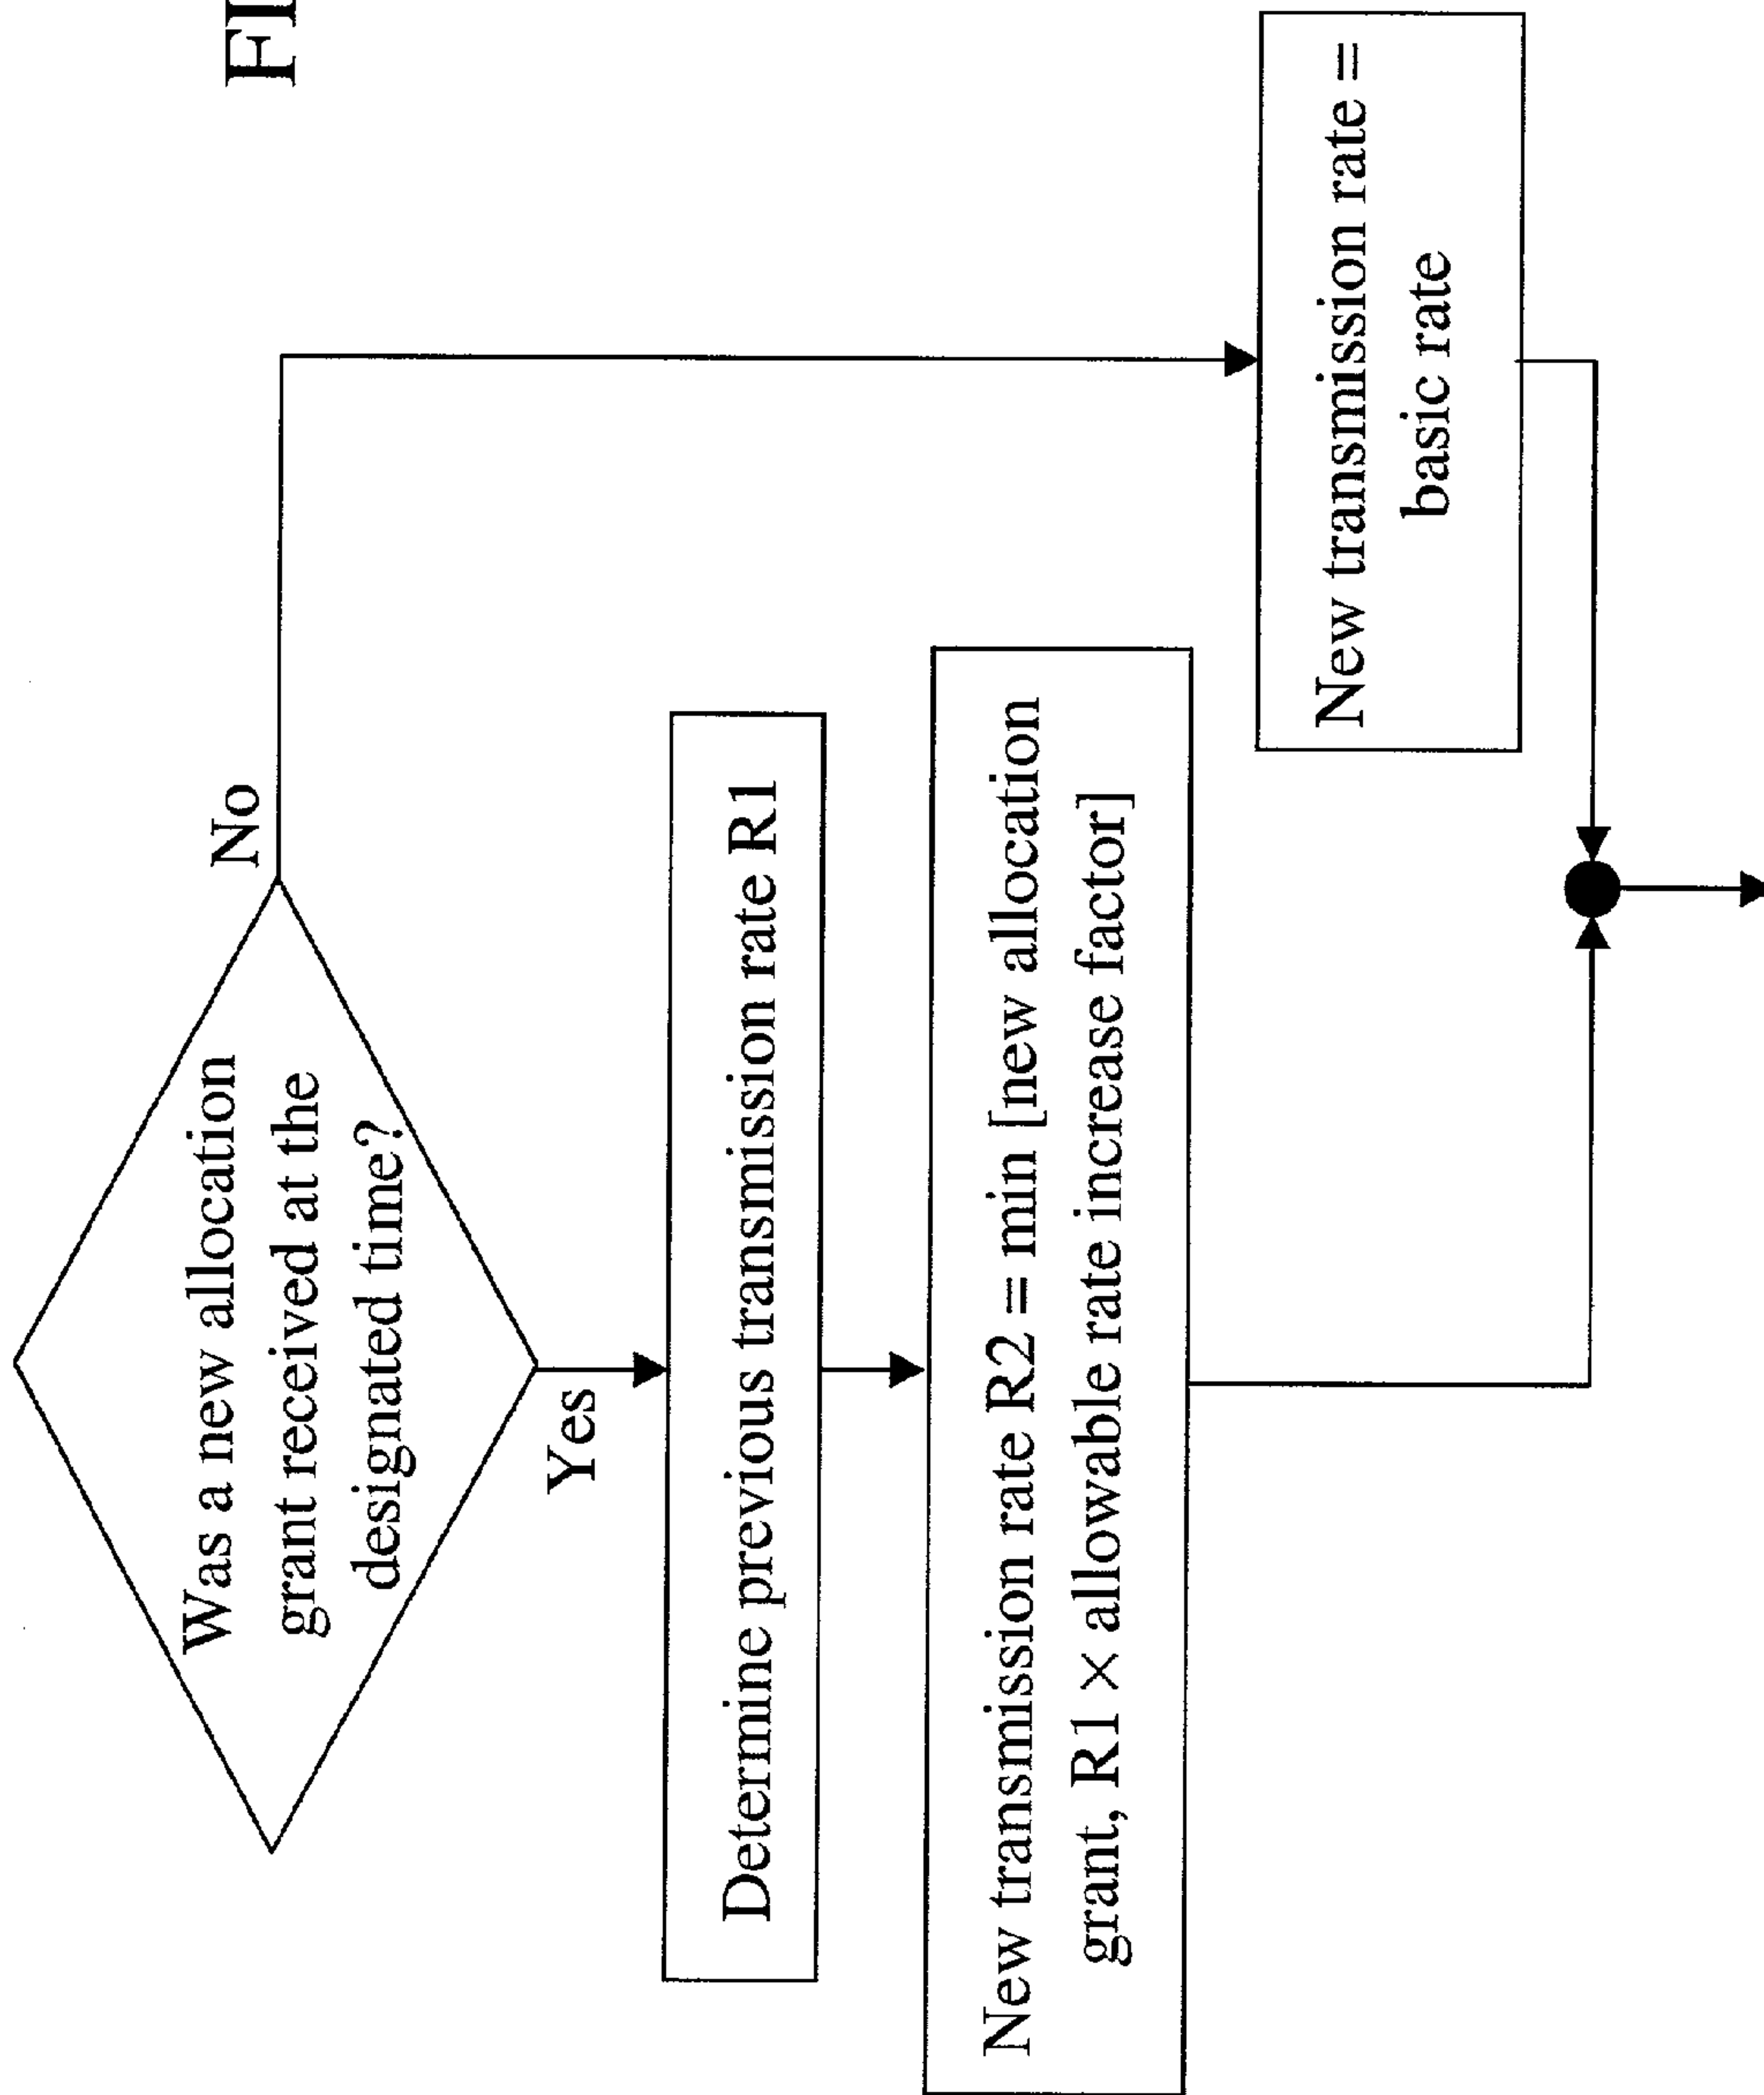 FI
Was a new allocation
grant received at the
designated time?
No
Yes
Determine previous transmission rate R1
New transmission rate R2 = min [new allocation
grant, R1 × allowable rate increase factor]
New transmission rate =
basic rate